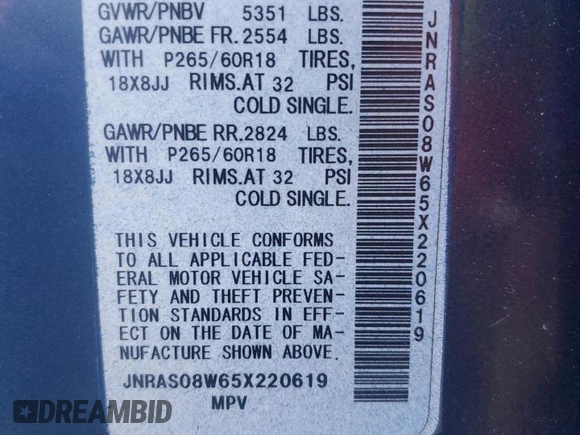 GVWR/PNBV 5351 LBS.
GAWR/PNBE FR. 2554 LBS.
WITH P265/60R18 TIRES,
18X8JJ RIMS.AT 32 PSI
COLD SINGLE.
GAWR/PNBE RR. 2824 LBS.
WITH P265/60R18 TIRES,
18X8JJ RIMS.AT 32 PSI
COLD SINGLE.
THIS VEHICLE CONFORMS
TO ALL APPLICABLE FED-
ERAL MOTOR VEHICLE SA-
FETY AND THEFT PREVEN-
TION STANDARDS IN EFF-
ECT ON THE DATE OF MA-
NUFACTURE SHOWN ABOVE.
JNRAS08W65X220619
MPV
JNRAS08W65X220619
DREAMBID